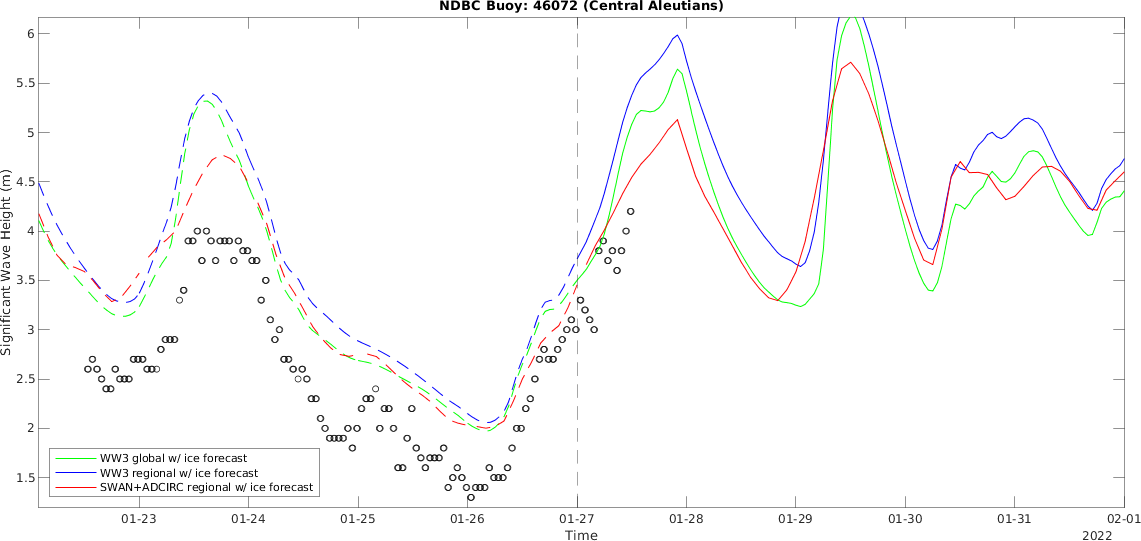 NDBC Buoy: 46072 (Central Aleutians)
6
5.5
5
4.5
4
3.5
3
2.5
2
1.5
Significant Wave Height (m)
WW3 global w/ ice forecast
WW3 regional w/ ice forecast
SWAN+ADCIRC regional w/ ice forecast
01-23 01-24 01-25 01-26 01-27 01-28 01-29 01-30 01-31 02-01
Time
2022